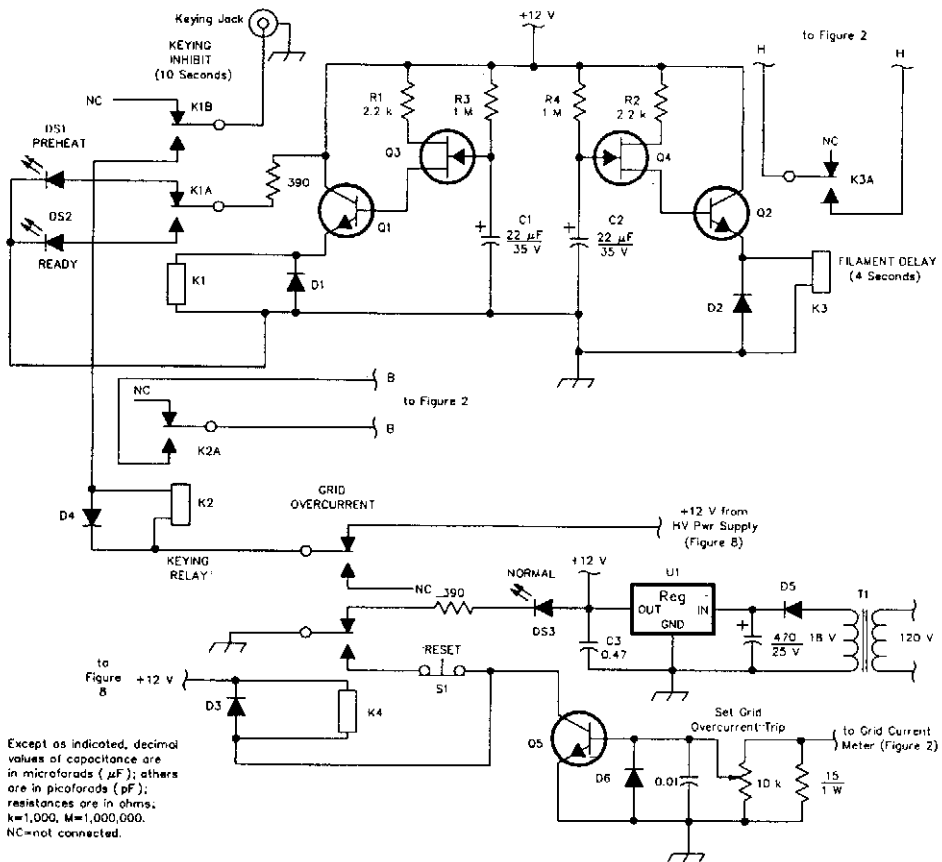 Keying Jack
+12 V
to Figure 2
H
H
KEYING
INHIBIT
(10 Seconds)
NC
K1B
DS1
PREHEAT
K1A
DS2
READY
390
R1
2.2 k
R3
1 M
R4
1 M
R2
2.2 k
Q3
Q4
Q1
Q2
NC
K3A
C1
22 µF
35 V
C2
22 µF
35 V
K1
D1
D2
FILAMENT DELAY
(4 Seconds)
K3
B
to Figure 2
B
NC
K2A
D4
K2
KEYING
RELAY
GRID
OVERCURRENT
+12 V from
HV Pwr Supply
(Figure 8)
NC
390
NORMAL
DS3
+12 V
U1
Reg
OUT IN
GND
C3
0.47
D5
470
25 V
18 V
T1
120 V
RESET
S1
to
Figure
8
+12 V
D3
K4
Q5
D6
0.01
Set Grid
Overcurrent Trip
10 k
15
1 W
to Grid Current
Meter (Figure 2)
Except as indicated, decimal
values of capacitance are
in microfarads ( µF); others
are in picofarads ( pF);
resistances are in ohms;
k=1,000, M=1,000,000.
NC=not connected.